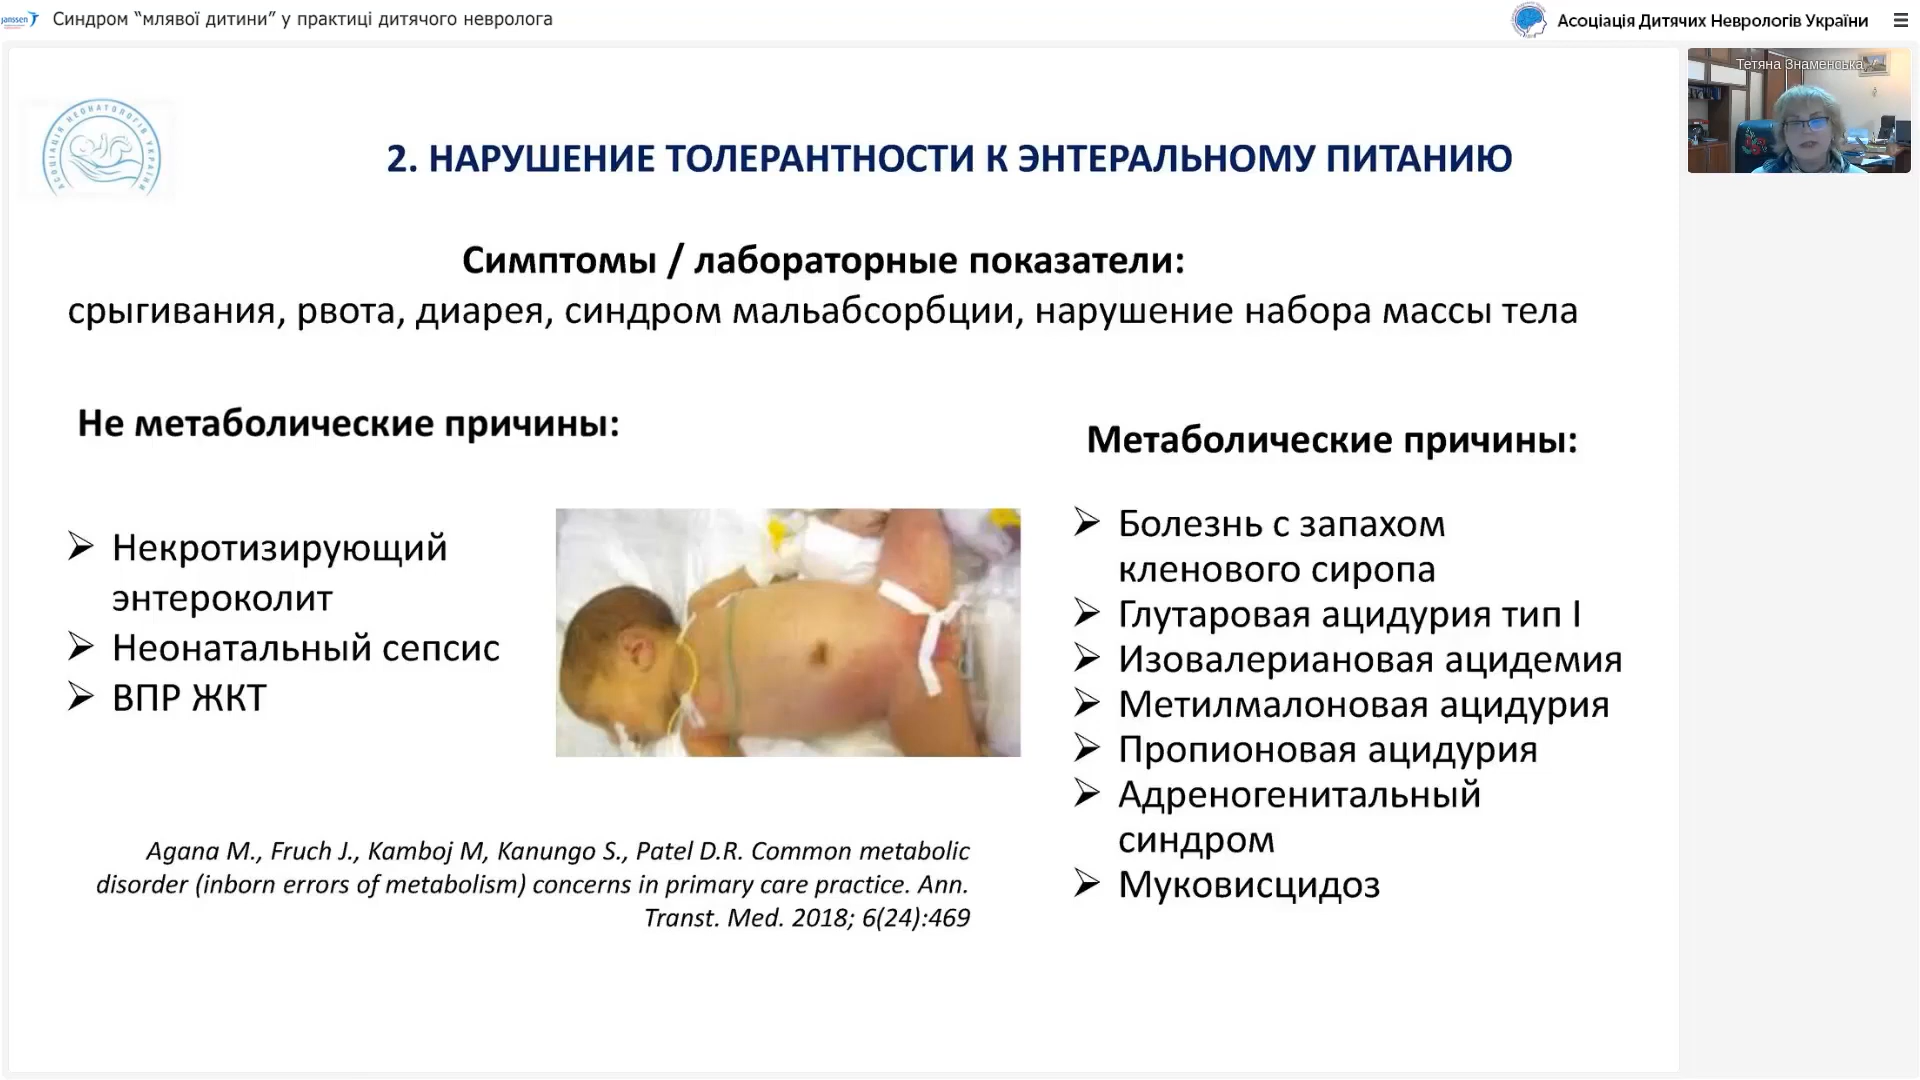 janssen
Синдром “млявої дитини” у практиці дитячого невролога
Асоціація Дитячих Неврологів України
Тетяна Знаменська
АСОЦІАЦІЯ НЕОНАТОЛОГІВ УКРАЇНИ
2. НАРУШЕНИЕ ТОЛЕРАНТНОСТИ К ЭНТЕРАЛЬНОМУ ПИТАНИЮ
Симптомы / лабораторные показатели:
срыгивания, рвота, диарея, синдром мальабсорбции, нарушение набора массы тела
Не метаболические причины:
Некротизирующий
энтероколит
Неонатальный сепсис
ВПР ЖКТ
Agana M., Fruch J., Kamboj M, Kanungo S., Patel D.R. Common metabolic
disorder (inborn errors of metabolism) concerns in primary care practice. Ann.
Transt. Med. 2018; 6(24):469
Метаболические причины:
Болезнь с запахом
кленового сиропа
Глутаровая ацидурия тип I
Изовалериановая ацидемия
Метилмалоновая ацидурия
Пропионовая ацидурия
Адреногенитальный
синдром
Муковисцидоз